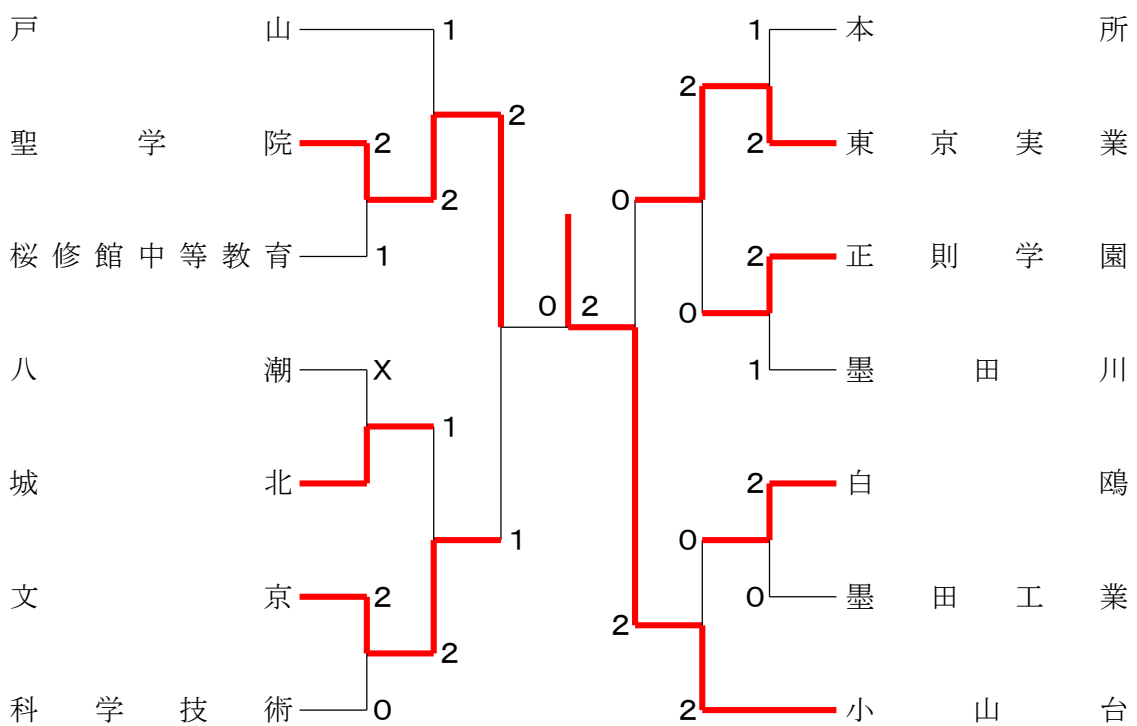 戸山 1 1 本所
2 2
聖学院 2 2 東京実業
2 0
桜修館中等教育 1 2 正則学園
0 2 0
八潮 X 1 墨田川
1
城北 2 白鴎
1 0
文京 2 0 墨田工業
2 2
科学技術 0 2 小山台